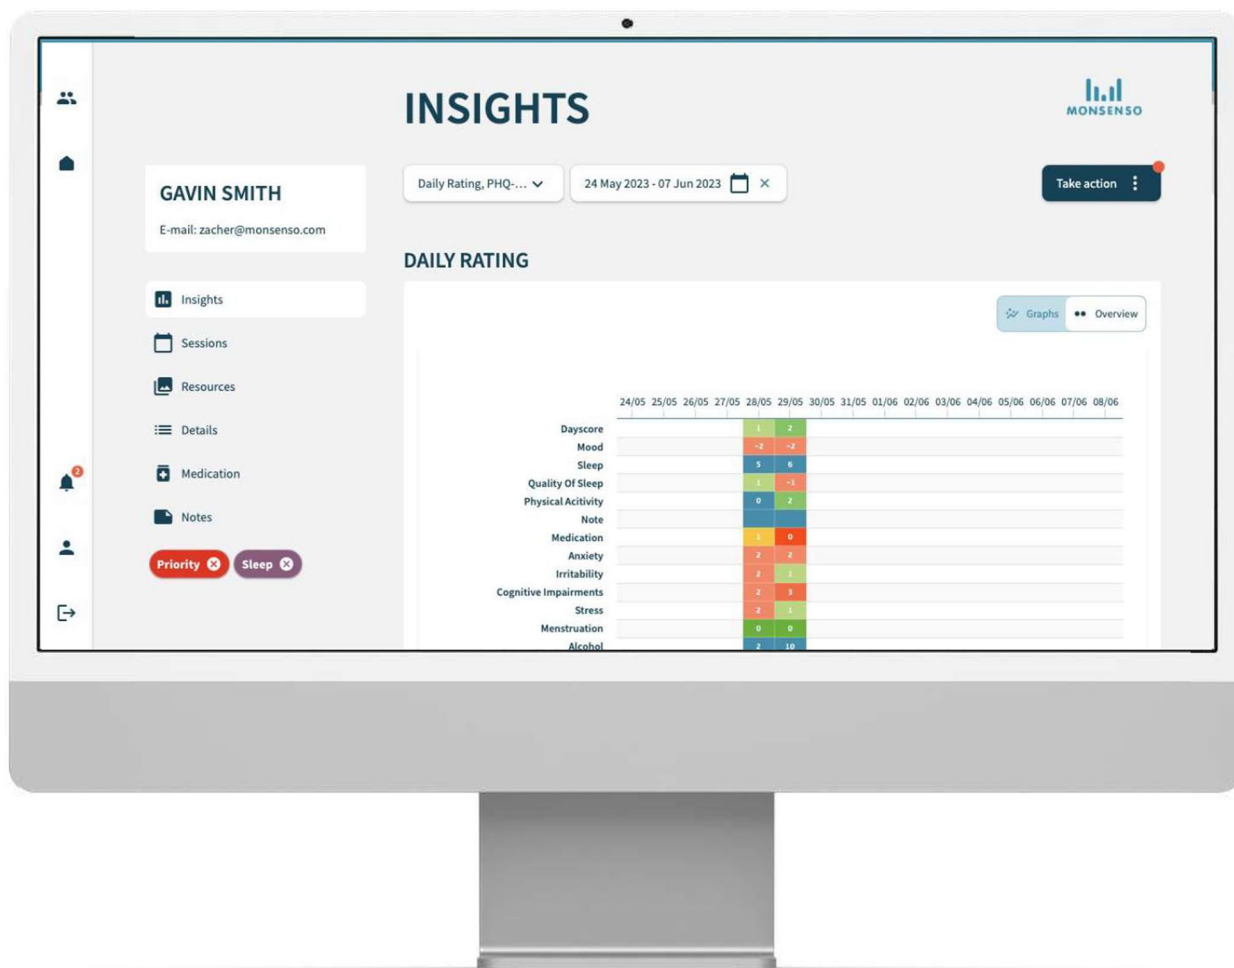 INSIGHTS
MONSENSO
GAVIN SMITH
E-mail: zacher@monsenso.com
Daily Rating, PHQ-...
24 May 2023 - 07 Jun 2023
Take action
Insights
Sessions
Resources
Details
Medication
Notes
Priority
Sleep
2
DAILY RATING
Graphs
Overview
24/05 25/05 26/05 27/05 28/05 29/05 30/05 31/05 01/06 02/06 03/06 04/06 05/06 06/06 07/06 08/06
Dayscore 1 2
Mood -2 -2
Sleep 5 6
Quality Of Sleep 1 -1
Physical Acitivity 0 2
Note
Medication 1 0
Anxiety 2 2
Irritability 2 1
Cognitive Impairments 2 3
Stress 2 1
Menstruation 0 0
Alcohol 2 10